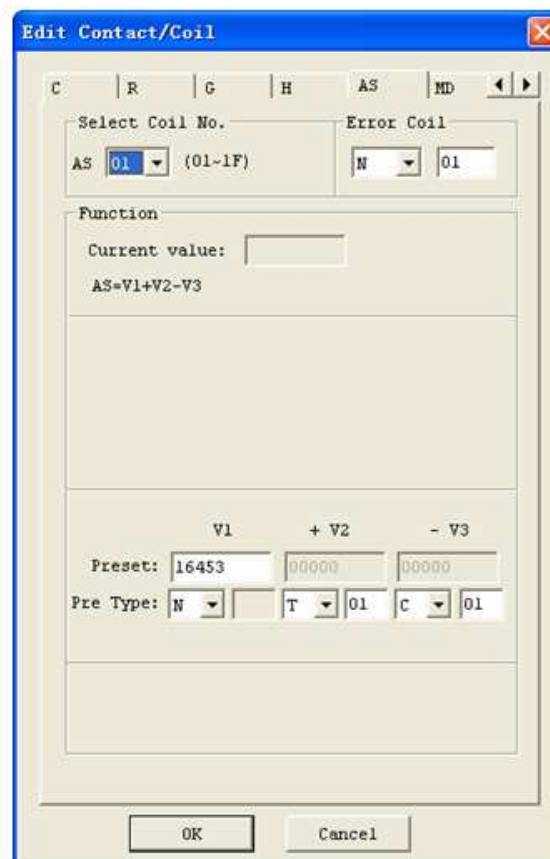 Edit Contact/Coil
C R G H AS MD
Select Coil No. Error Coil
AS 01 (01~1F) N 01
Function
Current value:
AS=V1+V2-V3
V1 + V2 - V3
Preset: 16453 00000 00000
Pre Type: N T 01 C 01
OK Cancel